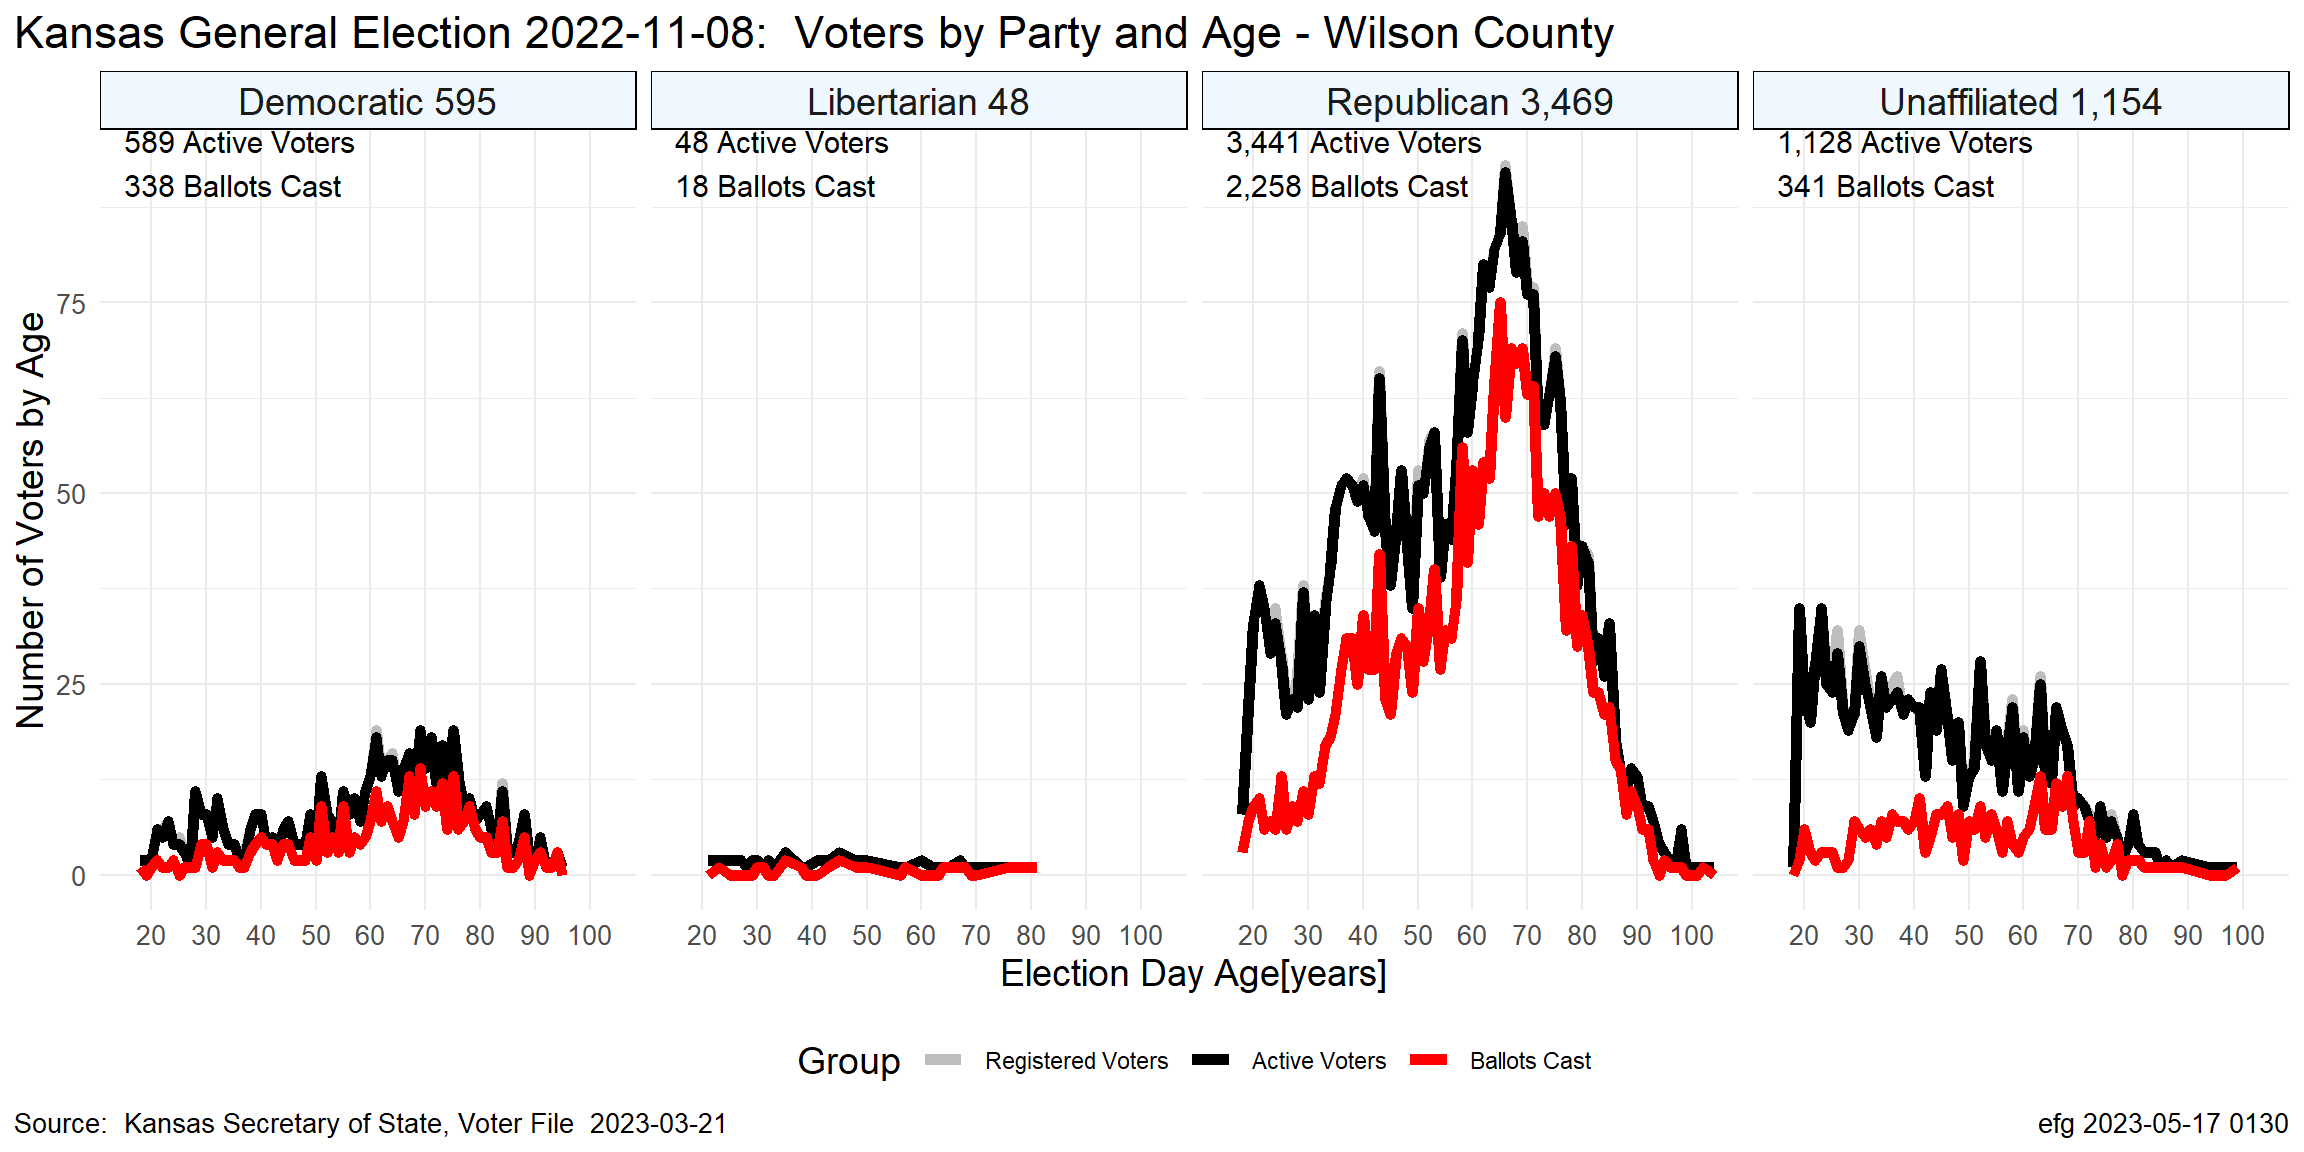 Kansas General Election 2022-11-08:  Voters by Party and Age - Wilson County
Democratic 595
Libertarian 48
Republican 3,469
Unaffiliated 1,154
589 Active Voters
338 Ballots Cast
48 Active Voters
18 Ballots Cast
3,441 Active Voters
2,258 Ballots Cast
1,128 Active Voters
341 Ballots Cast
Number of Voters by Age
75
50
25
0
20 30 40 50 60 70 80 90 100
20 30 40 50 60 70 80 90 100
20 30 40 50 60 70 80 90 100
20 30 40 50 60 70 80 90 100
Election Day Age[years]
Group Registered Voters Active Voters Ballots Cast
Source:  Kansas Secretary of State, Voter File  2023-03-21
efg 2023-05-17 0130